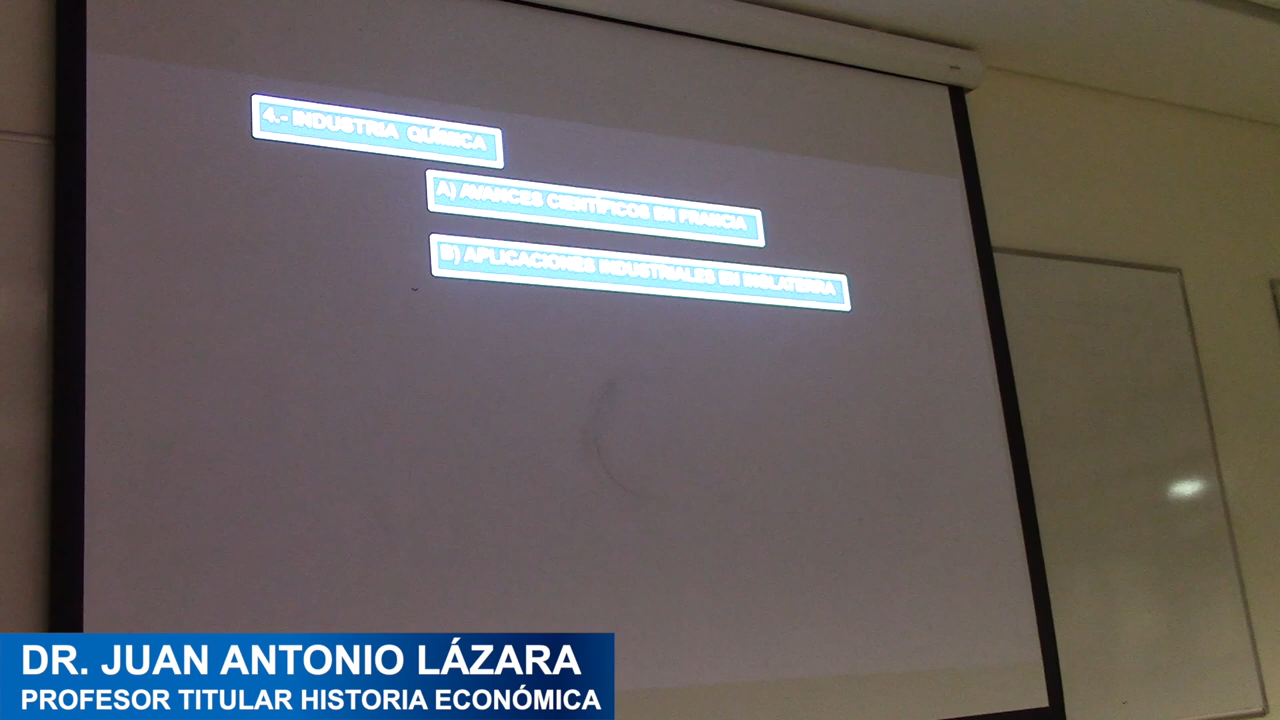 4.- INDUSTRIA QUÍMICA
A) AVANCES CIENTÍFICOS EN FRANCIA
B) APLICACIONES INDUSTRIALES EN INGLATERRA
DR. JUAN ANTONIO LÁZARA
PROFESOR TITULAR HISTORIA ECONÓMICA